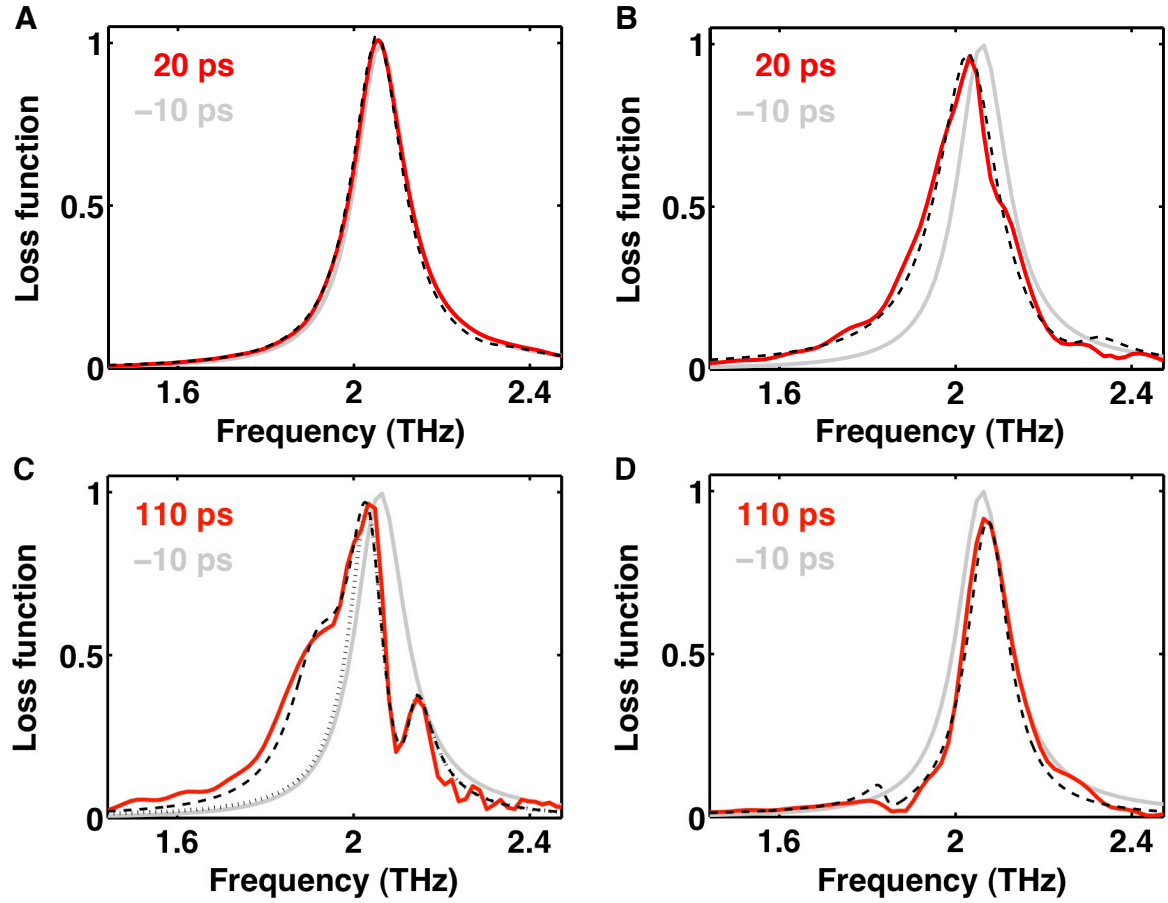 A
Loss function
1
0.5
0
20 ps
–10 ps
1.6
2
2.4
Frequency (THz)
B
Loss function
1
0.5
0
20 ps
–10 ps
1.6
2
2.4
Frequency (THz)
C
Loss function
1
0.5
0
110 ps
–10 ps
1.6
2
2.4
Frequency (THz)
D
Loss function
1
0.5
0
110 ps
–10 ps
1.6
2
2.4
Frequency (THz)